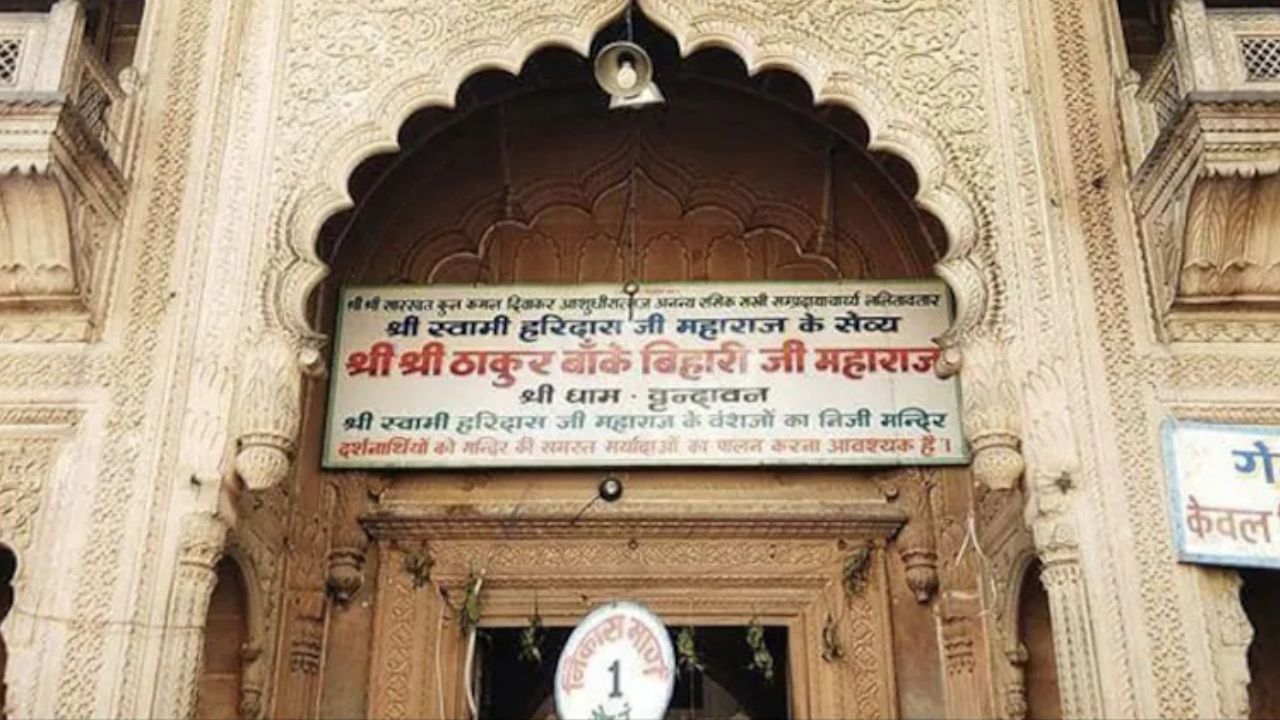 श्री श्री सारस्वत कुल कमल दिवाकर आशुधीरात्मज अनन्य रसिक सखी सम्प्रदायाचार्य ललितावतार
श्री स्वामी हरिदास जी महाराज के सेव्य
श्री श्री ठाकुर बाँके बिहारी जी महाराज
श्री धाम · वृन्दावन
श्री स्वामी हरिदास जी महाराज के वंशजों का निजी मन्दिर
दर्शनार्थियों को मन्दिर की समस्त मर्यादाओं का पालन करना आवश्यक है ।
गे
केवल
निकास मार्ग
1